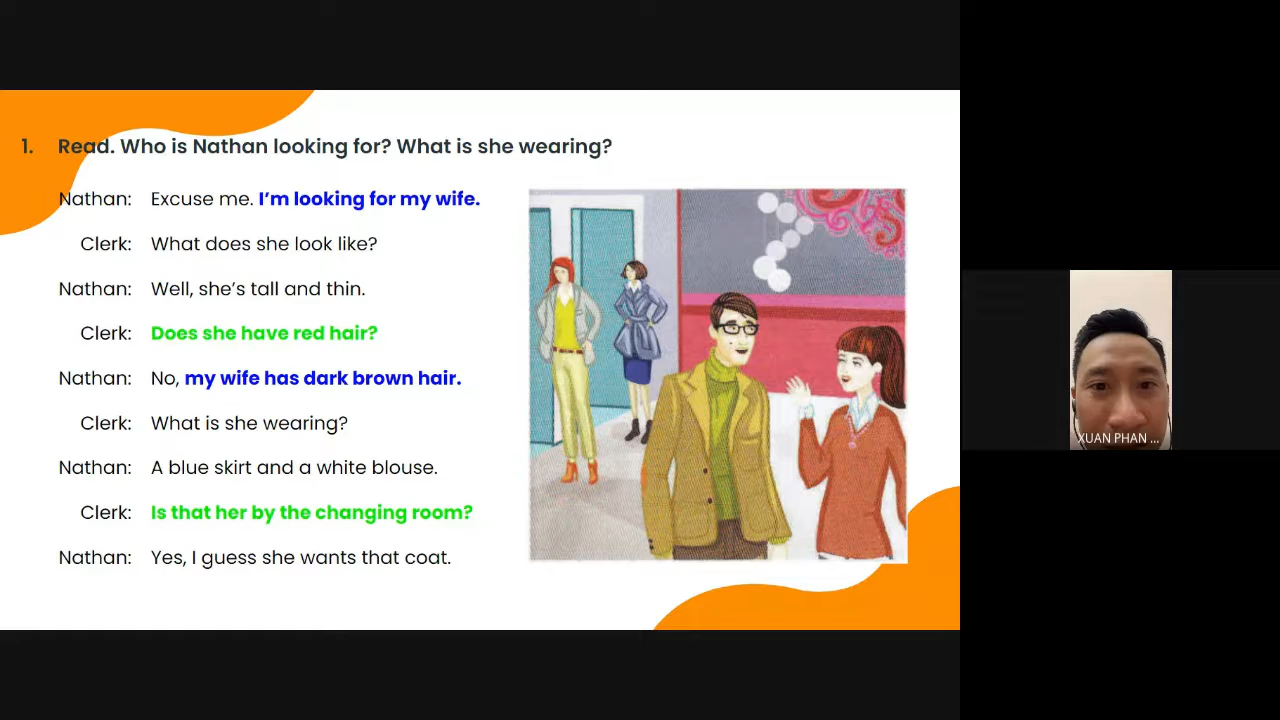 1. Read. Who is Nathan looking for? What is she wearing?
Nathan: Excuse me. I'm looking for my wife.
Clerk: What does she look like?
Nathan: Well, she's tall and thin.
Clerk: Does she have red hair?
Nathan: No, my wife has dark brown hair.
Clerk: What is she wearing?
Nathan: A blue skirt and a white blouse.
Clerk: Is that her by the changing room?
Nathan: Yes, I guess she wants that coat.
XUAN PHAN ...